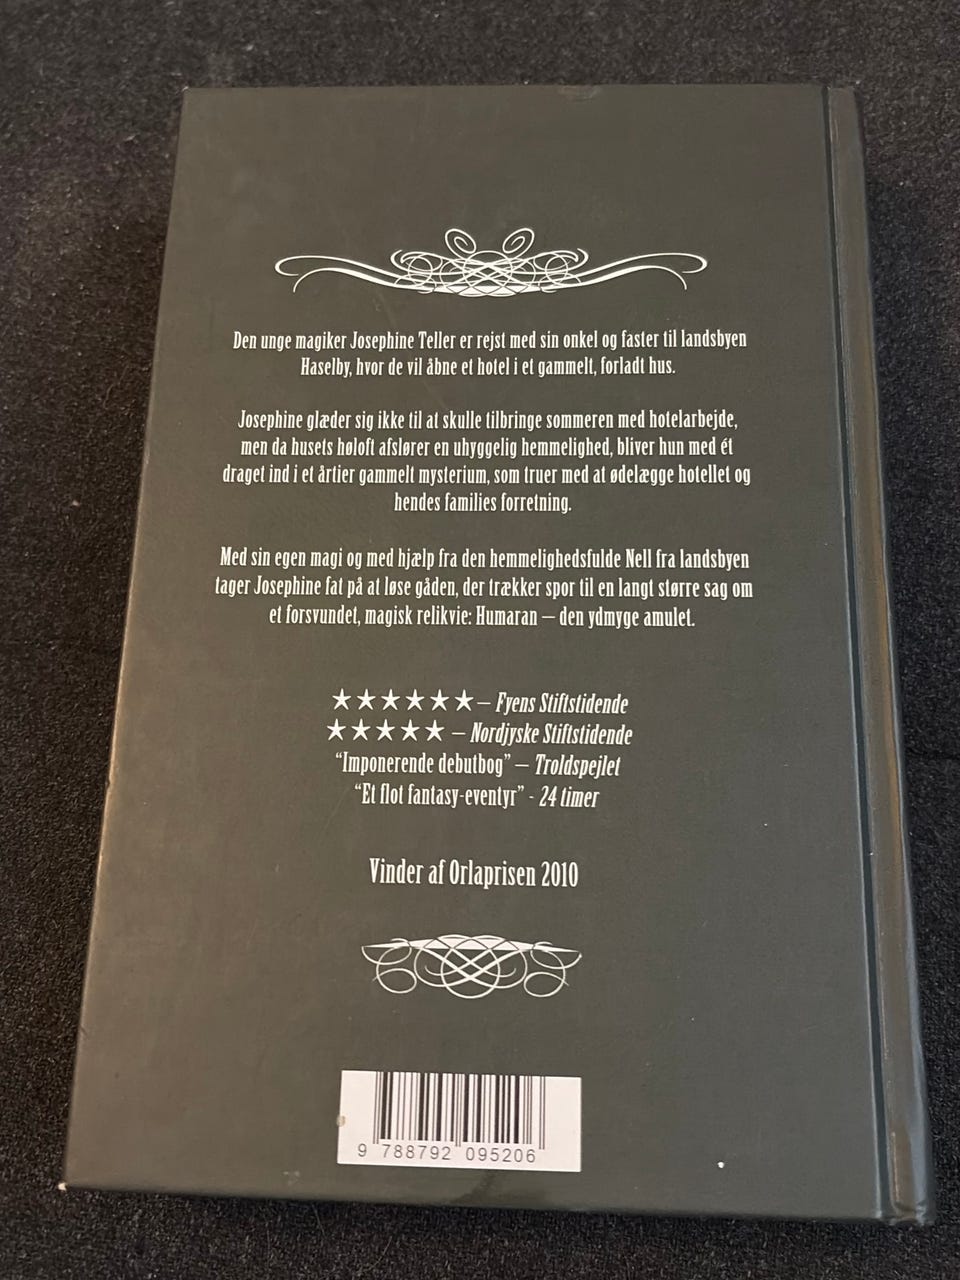 Den unge magiker Josephine Teller er rejst med sin onkel og faster til landsbyen
Haselby, hvor de vil åbne et hotel i et gammelt, forladt hus.
Josephine glæder sig ikke til at skulle tilbringe sommeren med hotelarbejde,
men da husets høloft afslører en uhyggelig hemmelighed, bliver hun med ét
draget ind i et årtier gammelt mysterium, som truer med at ødelægge hotellet og
hendes families forretning.
Med sin egen magi og med hjælp fra den hemmelighedsfulde Nell fra landsbyen
tager Josephine fat på at løse gåden, der trækker spor til en langt større sag om
et forsvundet, magisk relikvie: Humaran – den ydmyge amulet.
★★★★★★ – Fyens Stiftstidende
★★★★★ – Nordjyske Stiftstidende
“Imponerende debutbog” – Troldspejlet
“Et flot fantasy-eventyr” - 24 timer
Vinder af Orlaprisen 2010
9 788792 095206